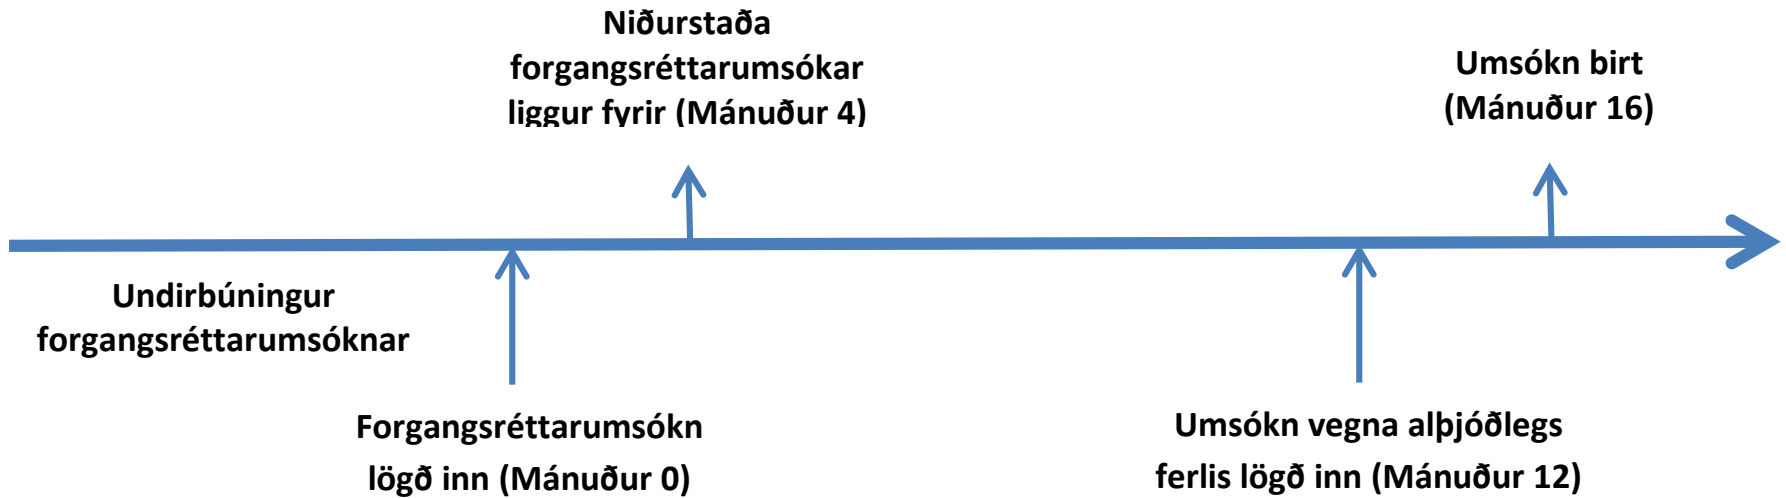 Niðurstaða
forgangsréttarumsókar
liggur fyrir (Mánuður 4)
Umsókn birt
(Mánuður 16)
Undirbúningur
forgangsréttarumsóknar
Forgangsréttarumsókn
lögð inn (Mánuður 0)
Umsókn vegna alþjóðlegs
ferlis lögð inn (Mánuður 12)